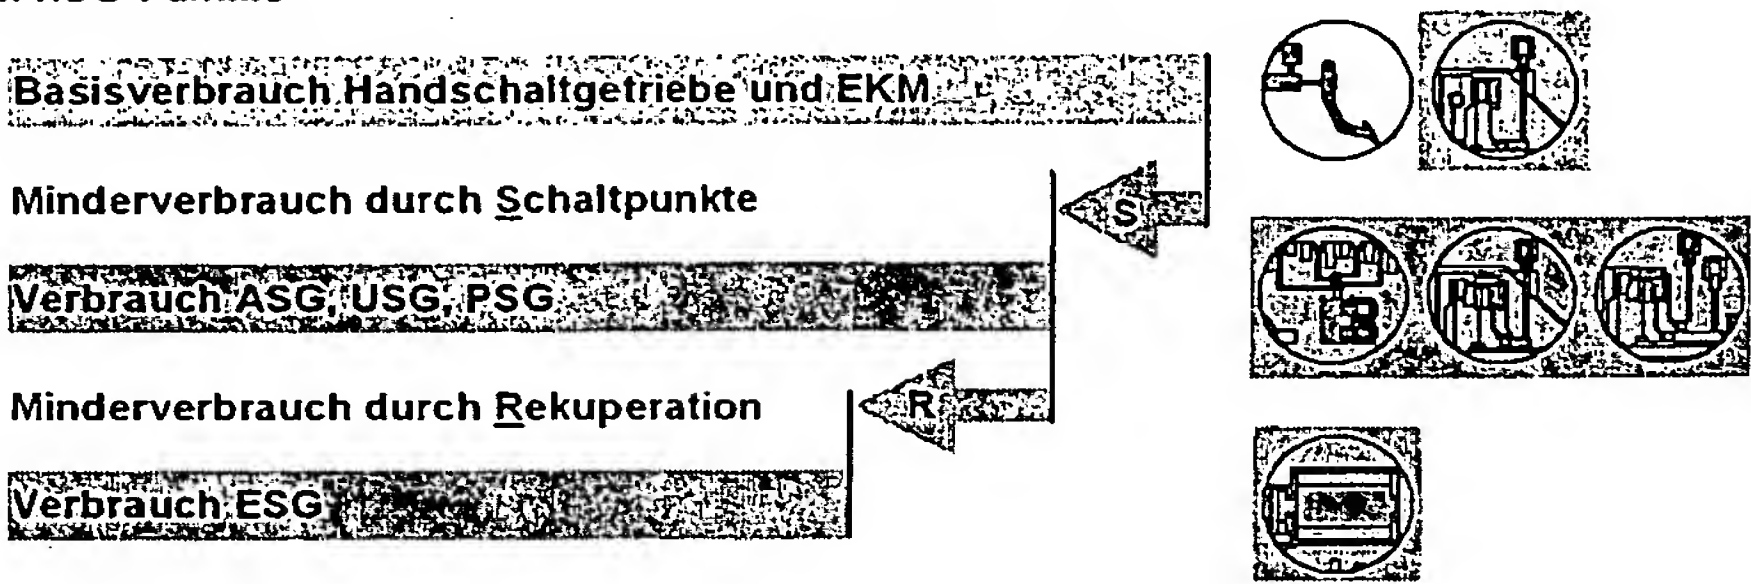 Basisverbrauch Handschaltgetriebe und EKM
Minderverbrauch durch Schaltpunkte
S
Verbrauch ASG, USG, PSG
Minderverbrauch durch Rekuperation
R
Verbrauch ESG